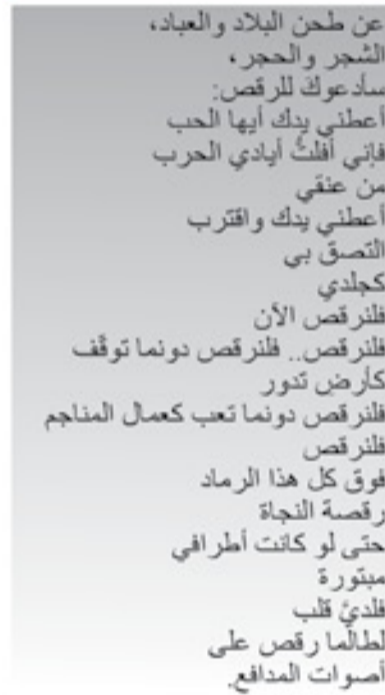 عن طحن البلاد والعباد،
الشجر والحجر،
سأدعوك للرقص:
أعطني يدك أيها الحب
فإني أفلتُّ أيادي الحرب
من عنقي
أعطني يدك واقترب
التصق بي
كجلدي
فلنرقص الآن
فلنرقص.. فلنرقص دونما توقّف
كأرضٍ تدور
فلنرقص دونما تعب كعمال المناجم
فلنرقص
فوق كل هذا الرماد
رقصة النجاة
حتى لو كانت أطرافي
مبتورة
فلديّ قلب
لطالما رقص على
أصوات المدافع.